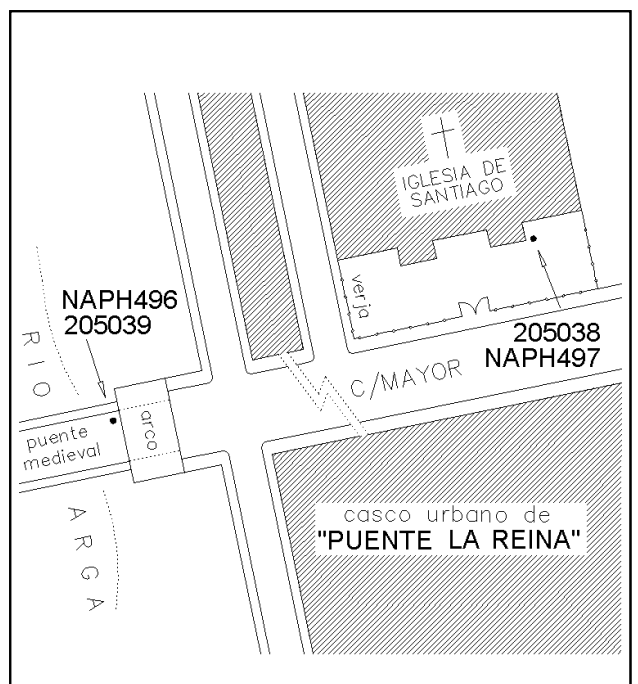 IGLESIA DE
SANTIAGO
verja
NAPH496
205039
205038
NAPH497
RIO
C/MAYOR
arco
puente
medieval
casco urbano de
"PUENTE LA REINA"
ARGA